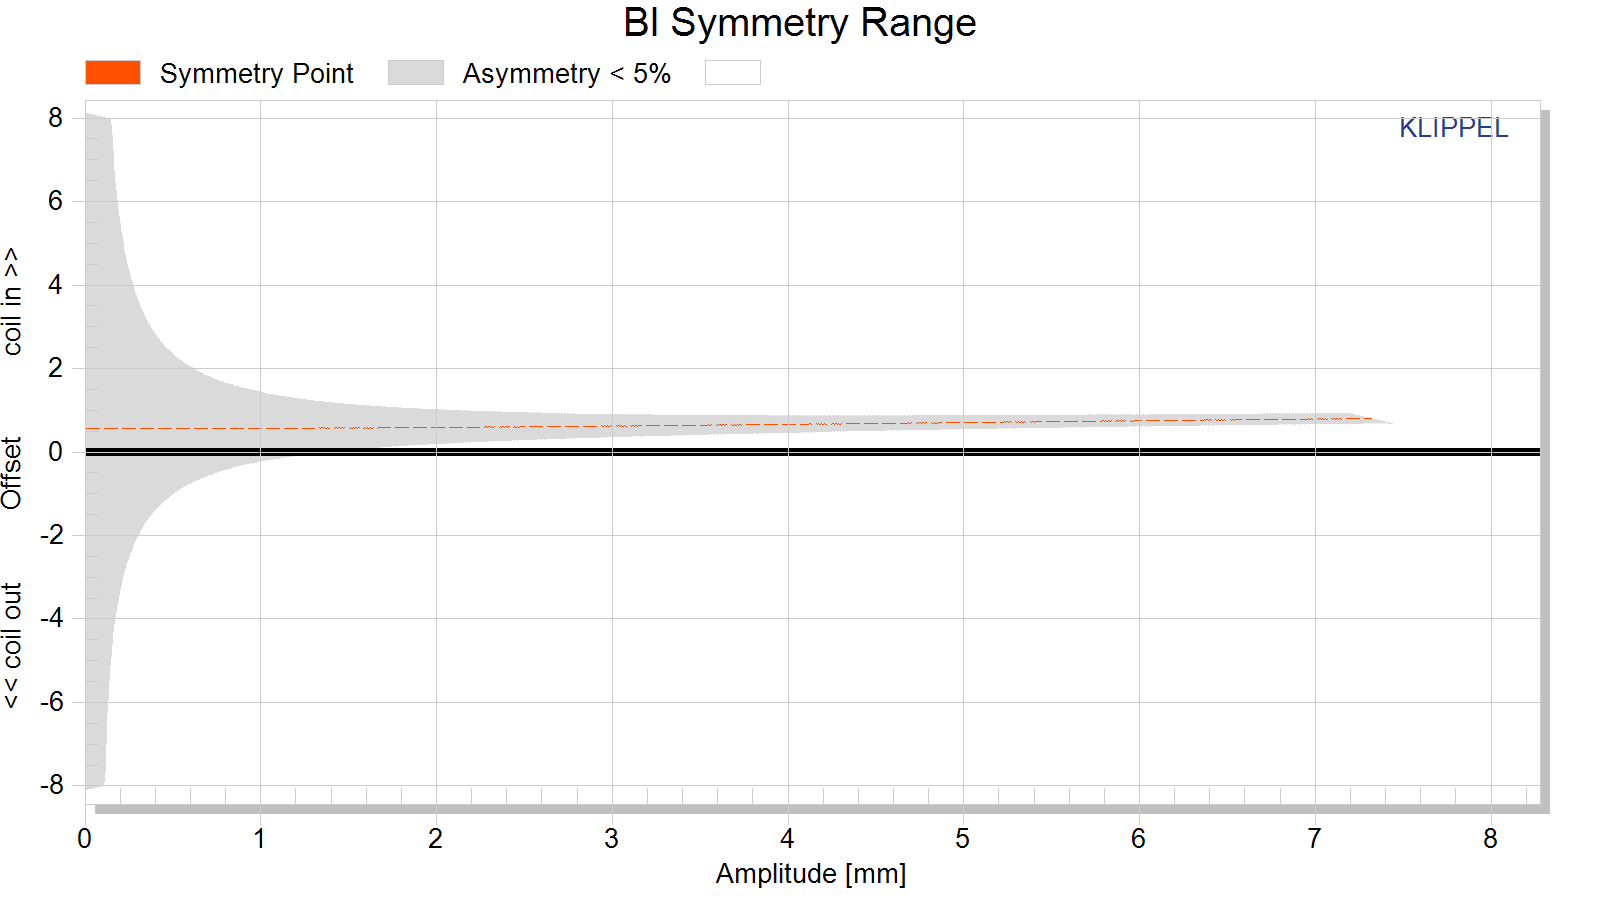 Bl Symmetry Range
Symmetry Point
Asymmetry < 5%
KLIPPEL
8
6
4
2
0
-2
-4
-6
-8
<< coil out
Offset
coil in >>
0 1 2 3 4 5 6 7 8
Amplitude [mm]